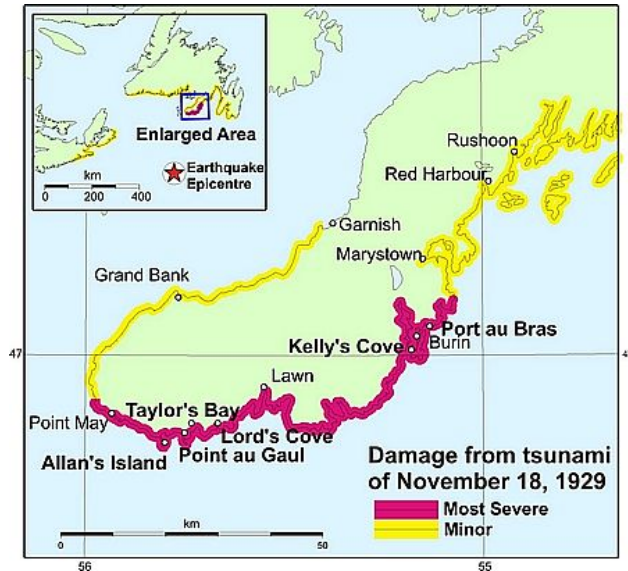 Enlarged Area
km
0 200 400
Earthquake
Epicentre
Rushoon
Red Harbour
Garnish
Marystown
Grand Bank
Port au Bras
Kelly's Cove
Burin
47
Lawn
Taylor's Bay
Point May
Lord's Cove
Allan's Island
Point au Gaul
Damage from tsunami
of November 18, 1929
Most Severe
Minor
km
0 50
56 55